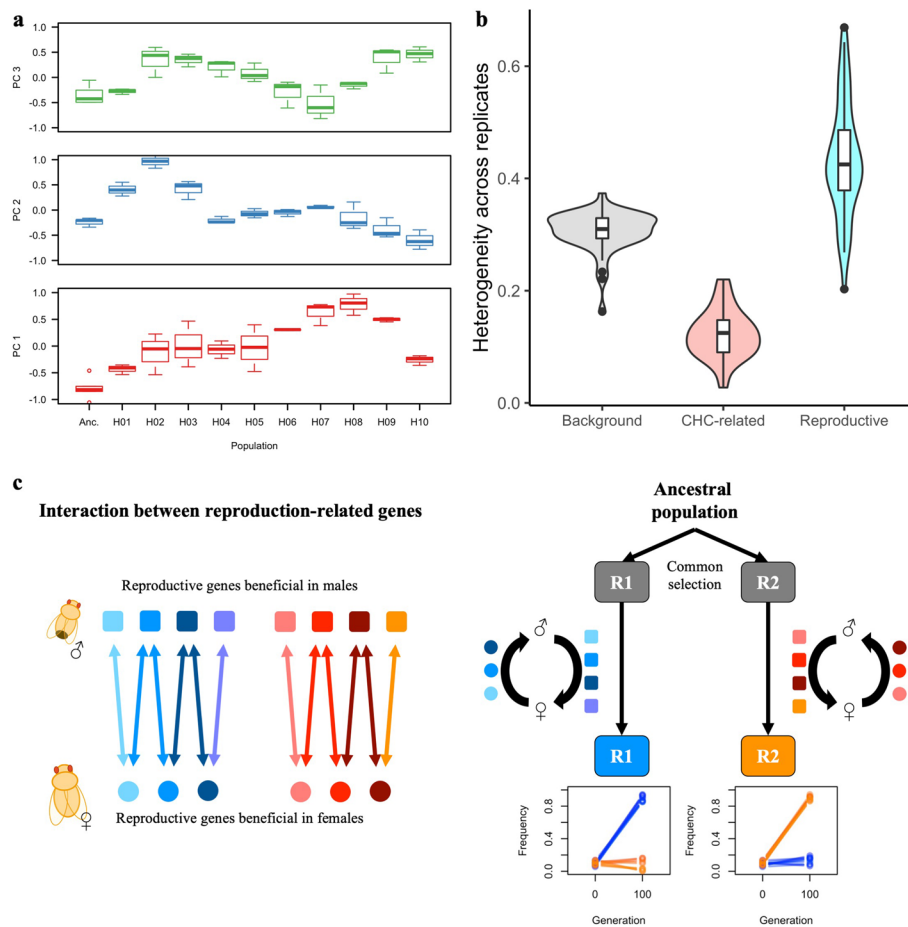 a
PC 3
1.0
0.5
0.0
-0.5
-1.0
PC 2
1.0
0.5
0.0
-0.5
-1.0
PC 1
1.0
0.5
0.0
-0.5
-1.0
Anc. H01 H02 H03 H04 H05 H06 H07 H08 H09 H10
Population
b
Heterogeneity across replicates
0.6
0.4
0.2
0.0
Background CHC-related Reproductive
c
Interaction between reproduction-related genes
Reproductive genes beneficial in males
♂
♀
Reproductive genes beneficial in females
Ancestral
population
Common
selection
R1 R2
♂ ♂
♀ ♀
R1 R2
Frequency
0.8
0.4
0.0
0 100
Generation
Frequency
0.8
0.4
0.0
0 100
Generation